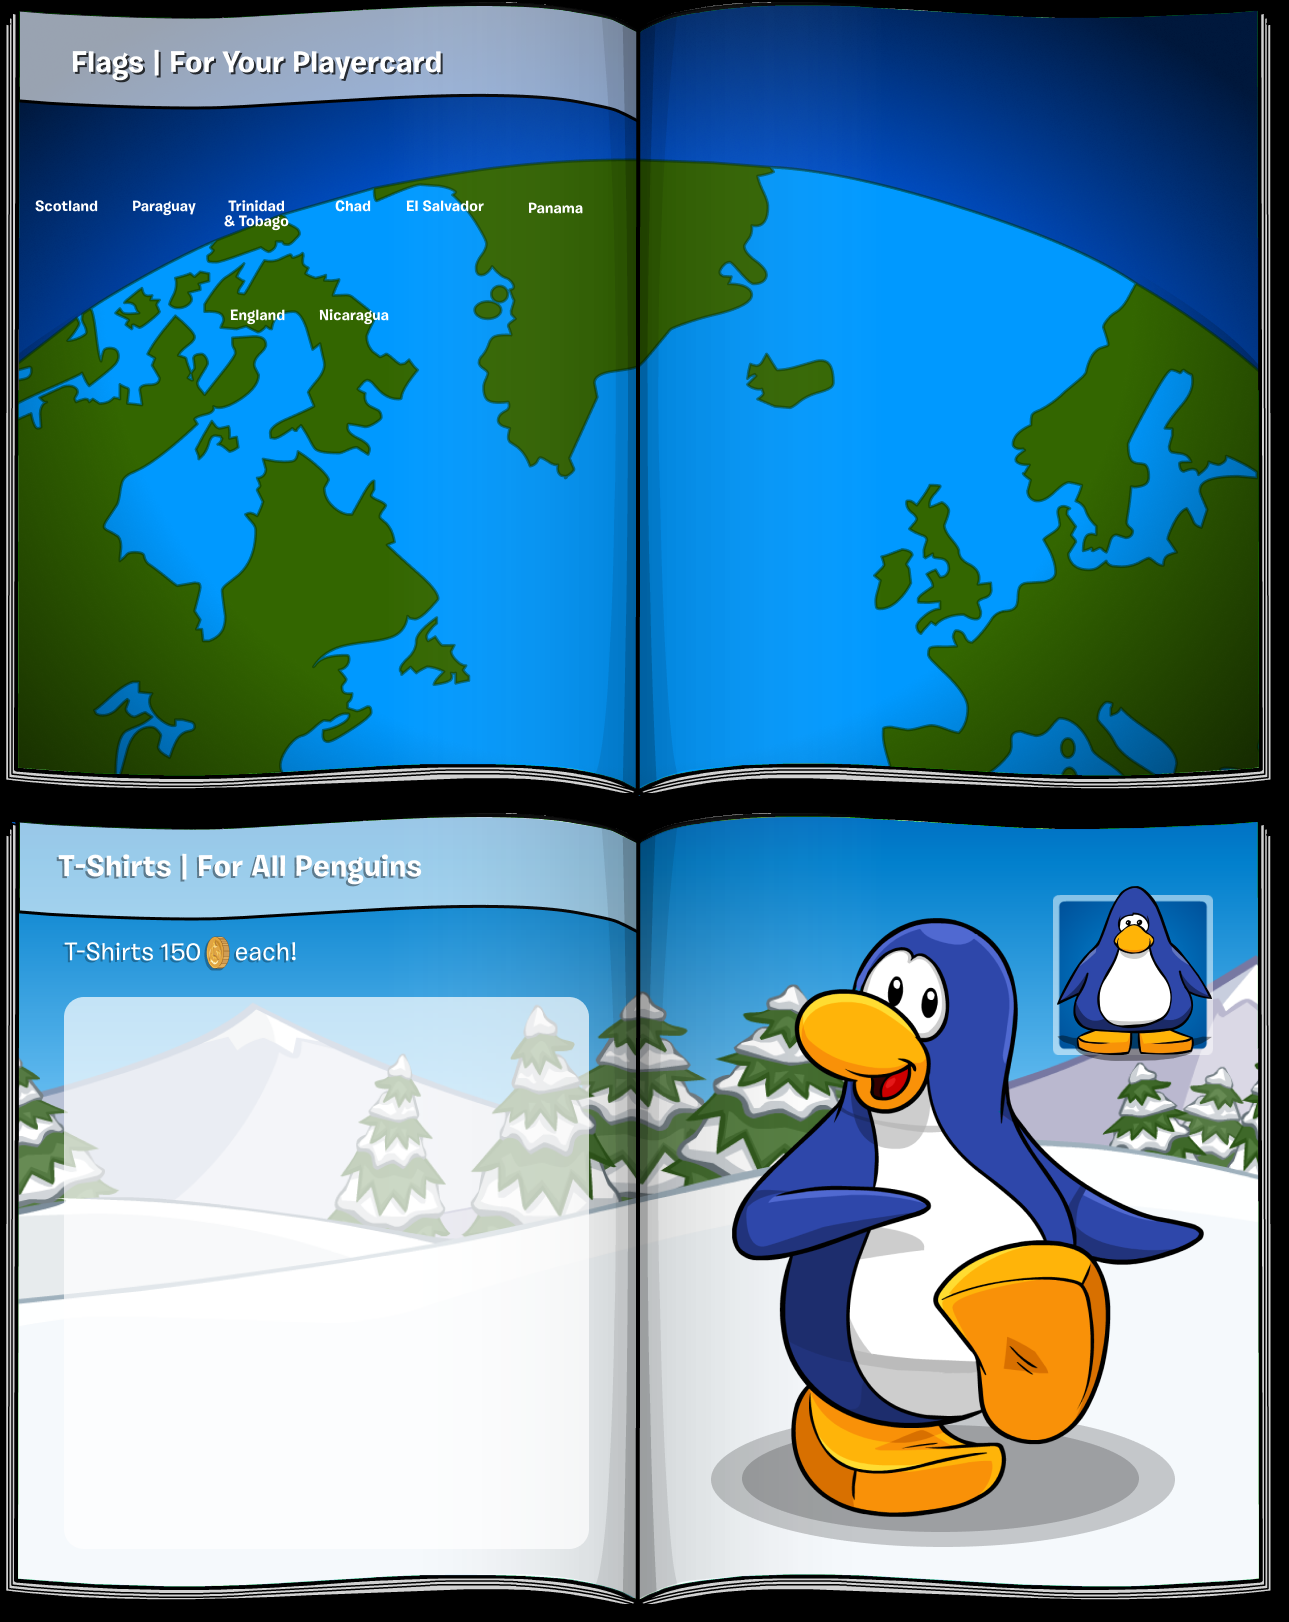 Flags | For Your Playercard
Scotland
Paraguay
Trinidad
& Tobago
Chad
El Salvador
Panama
England
Nicaragua
T-Shirts | For All Penguins
T-Shirts 150 each!